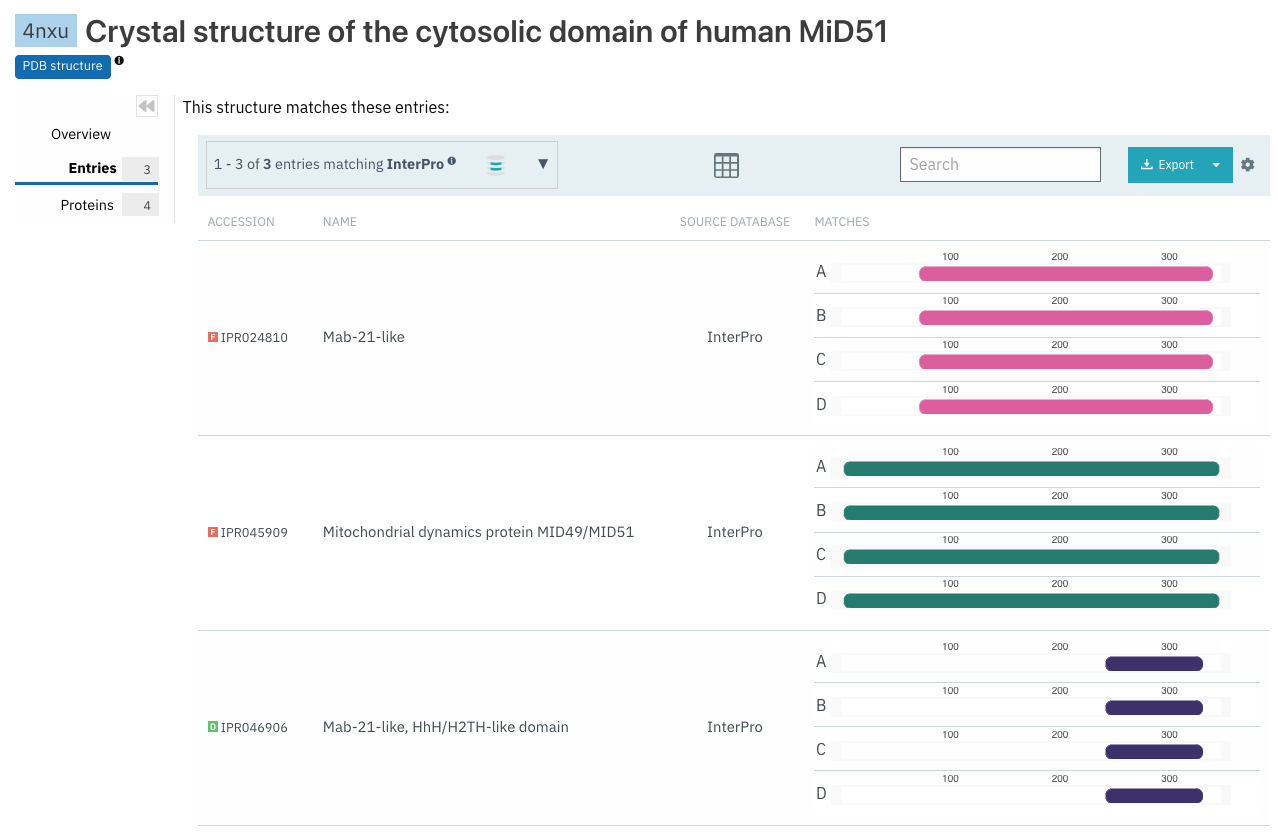 4nxu Crystal structure of the cytosolic domain of human MiD51
PDB structure
This structure matches these entries:
Overview
Entries 3
Proteins 4
1 - 3 of 3 entries matching InterPro
Search
Export
ACCESSION NAME SOURCE DATABASE MATCHES
100 200 300
A
100 200 300
B
F IPR024810 Mab-21-like InterPro
100 200 300
C
100 200 300
D
100 200 300
A
100 200 300
B
F IPR045909 Mitochondrial dynamics protein MID49/MID51 InterPro
100 200 300
C
100 200 300
D
100 200 300
A
100 200 300
B
D IPR046906 Mab-21-like, HhH/H2TH-like domain InterPro
100 200 300
C
100 200 300
D